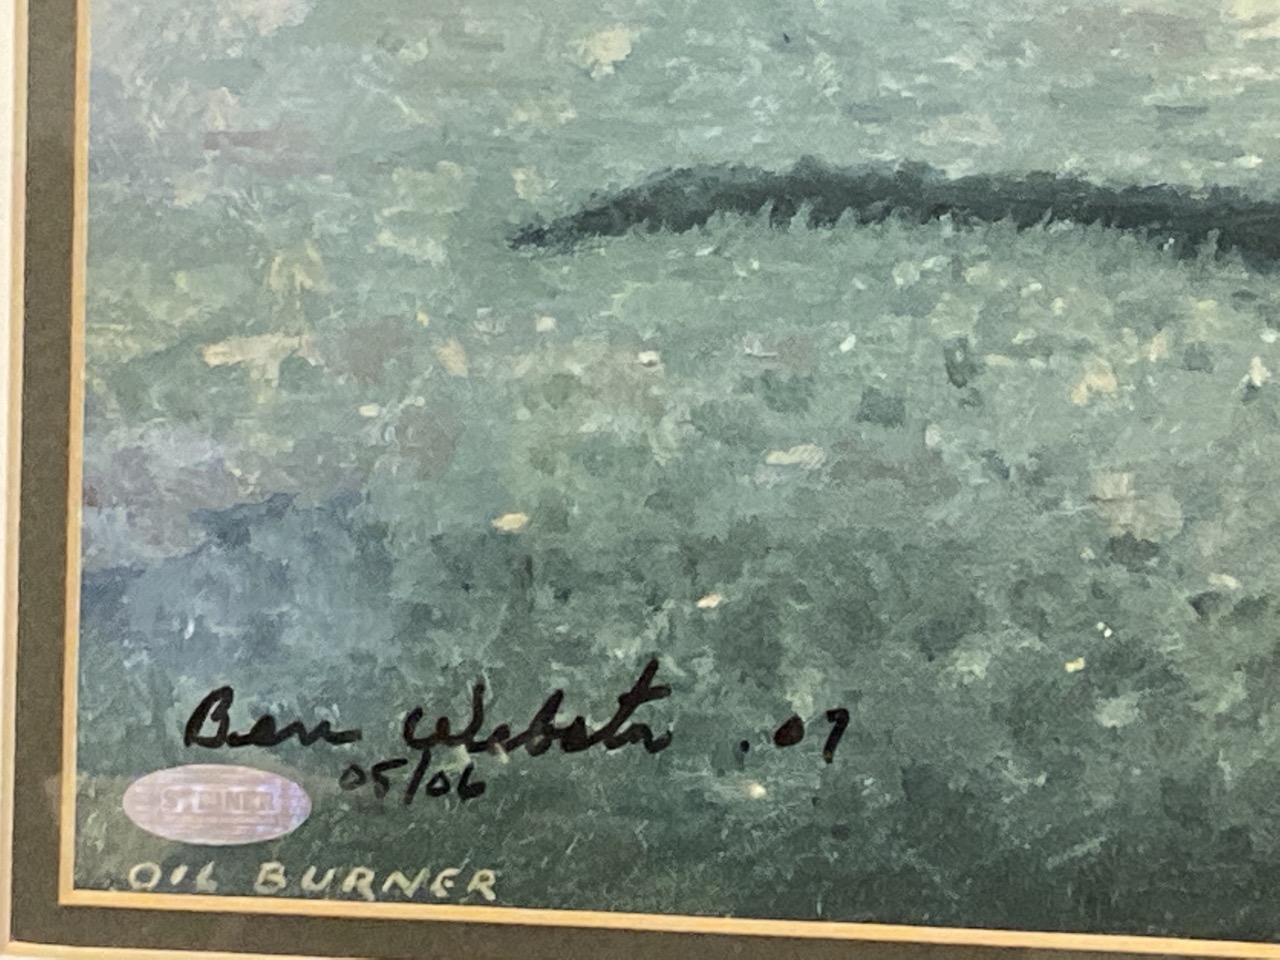 Ben Webster .07
05/06
STEINER
OIL BURNER